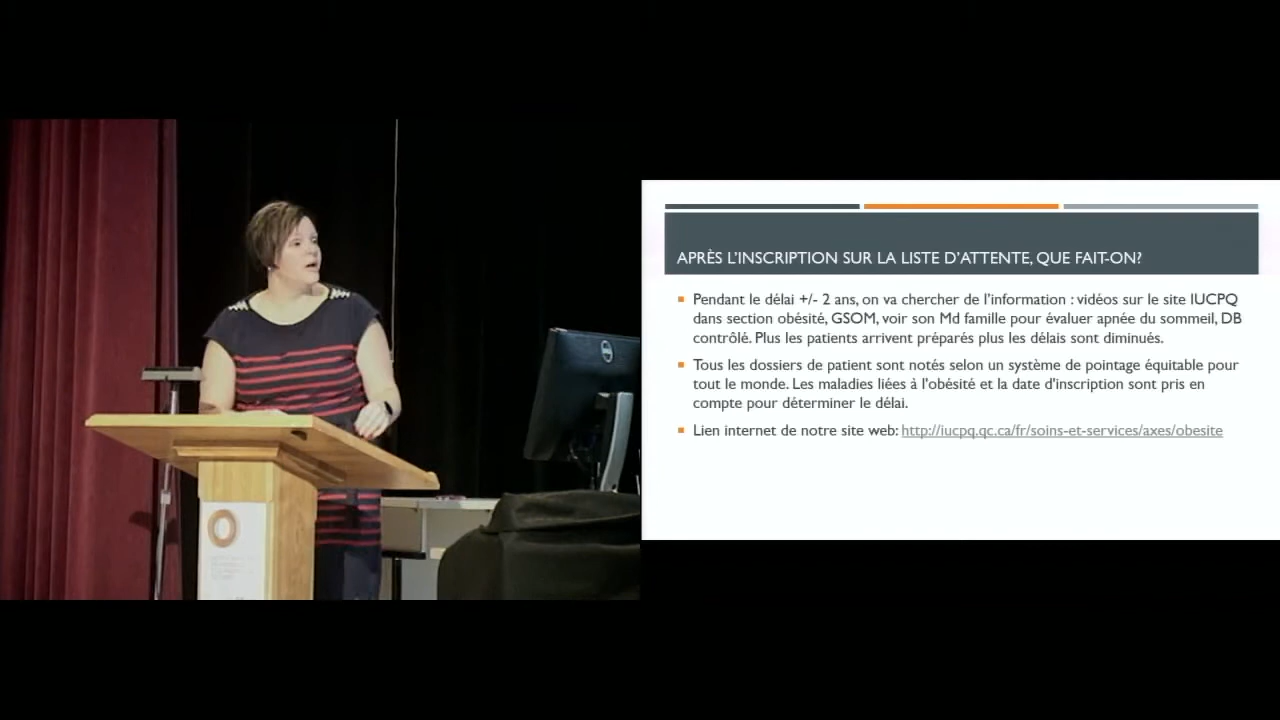 APRÈS L'INSCRIPTION SUR LA LISTE D'ATTENTE, QUE FAIT-ON?
Pendant le délai +/- 2 ans, on va chercher de l'information : vidéos sur le site IUCPQ
dans section obésité, GSOM, voir son Md famille pour évaluer apnée du sommeil, DB
contrôlé. Plus les patients arrivent préparés plus les délais sont diminués.
Tous les dossiers de patient sont notés selon un système de pointage équitable pour
tout le monde. Les maladies liées à l'obésité et la date d'inscription sont pris en
compte pour déterminer le délai.
Lien internet de notre site web: http://iucpq.qc.ca/fr/soins-et-services/axes/obesite